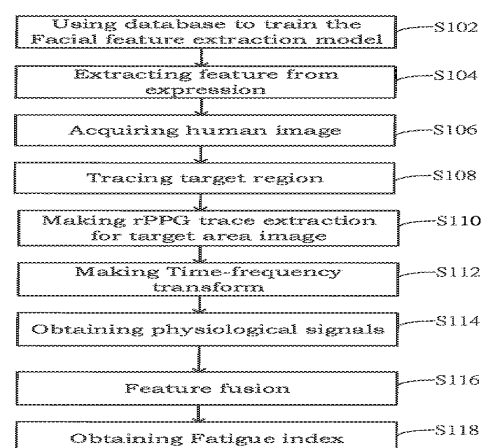 Using database to train the
Facial feature extraction model
S102
Extracting feature from
expression
S104
Acquiring human image
S106
Tracing target region
S108
Making rPPG trace extraction
for target area image
S110
Making Time-frequency
transform
S112
Obtaining physiological signals
S114
Feature fusion
S116
Obtaining Fatigue index
S118